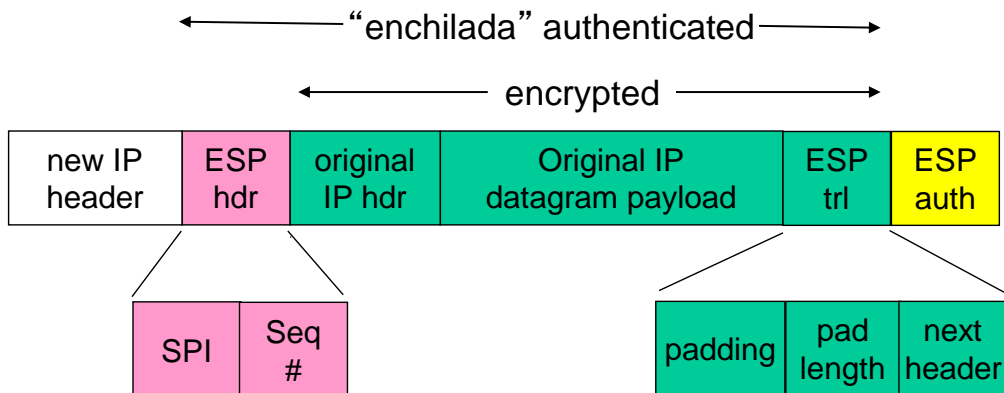 “enchilada” authenticated
encrypted
new IP
header
ESP
hdr
original
IP hdr
Original IP
datagram payload
ESP
trl
ESP
auth
SPI
Seq
#
padding
pad
length
next
header